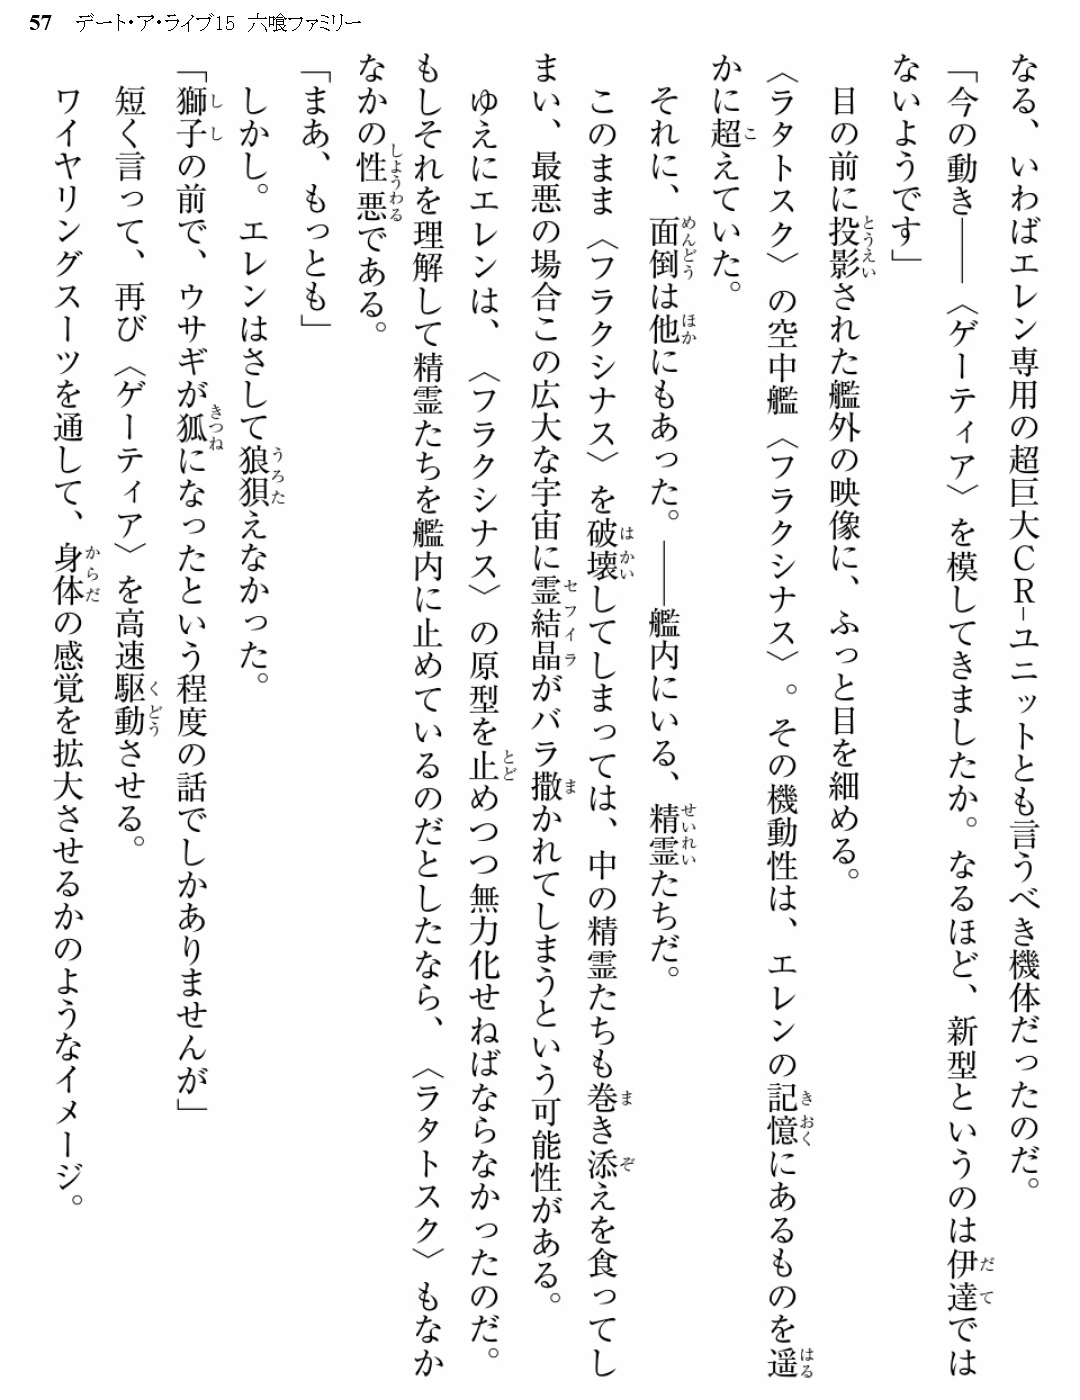 57 デート・ア・ライブ15 六喰ファミリー
なる、いわばエレン専用の超巨大ＣＲ-ユニットとも言うべき機体だったのだ。
「今の動き――〈ゲーティア〉を模してきましたか。なるほど、新型というのは伊達では
ないようです」
目の前に投影された艦外の映像に、ふっと目を細める。
〈ラタトスク〉の空中艦〈フラクシナス〉。その機動性は、エレンの記憶にあるものを遥
かに超えていた。
それに、面倒は他にもあった。――艦内にいる、精霊たちだ。
このまま〈フラクシナス〉を破壊してしまっては、中の精霊たちも巻き添えを食ってし
まい、最悪の場合この広大な宇宙に霊結晶がバラ撒かれてしまうという可能性がある。
ゆえにエレンは、〈フラクシナス〉の原型を止めつつ無力化せねばならなかったのだ。
もしそれを理解して精霊たちを艦内に止めているのだとしたなら、〈ラタトスク〉もなか
なかの性悪である。
「まあ、もっとも」
しかし。エレンはさして狼狽えなかった。
「獅子の前で、ウサギが狐になったという程度の話でしかありませんが」
短く言って、再び〈ゲーティア〉を高速駆動させる。
ワイヤリングスーツを通して、身体の感覚を拡大させるかのようなイメージ。